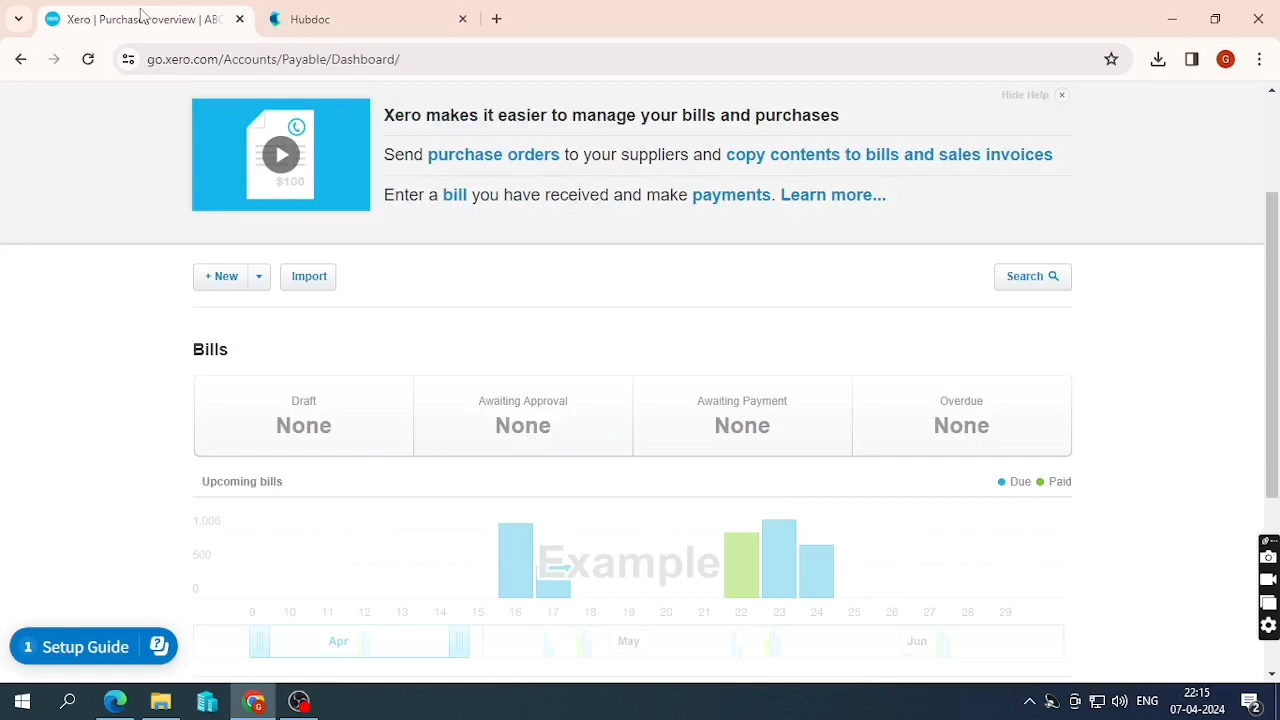 Xero | Purchases overview | ABC
Hubdoc
go.xero.com/Accounts/Payable/Dashboard/
G
Hide Help ×
$100
Xero makes it easier to manage your bills and purchases
Send purchase orders to your suppliers and copy contents to bills and sales invoices
Enter a bill you have received and make payments. Learn more...
+ New
Import
Search
Bills
Draft
None
Awaiting Approval
None
Awaiting Payment
None
Overdue
None
Upcoming bills
Due Paid
1,000
500
0
Example
9 10 11 12 13 14 15 16 17 18 19 20 21 22 23 24 25 26 27 28 29
Apr May Jun
1 Setup Guide ?
ENG
22:15
07-04-2024
2